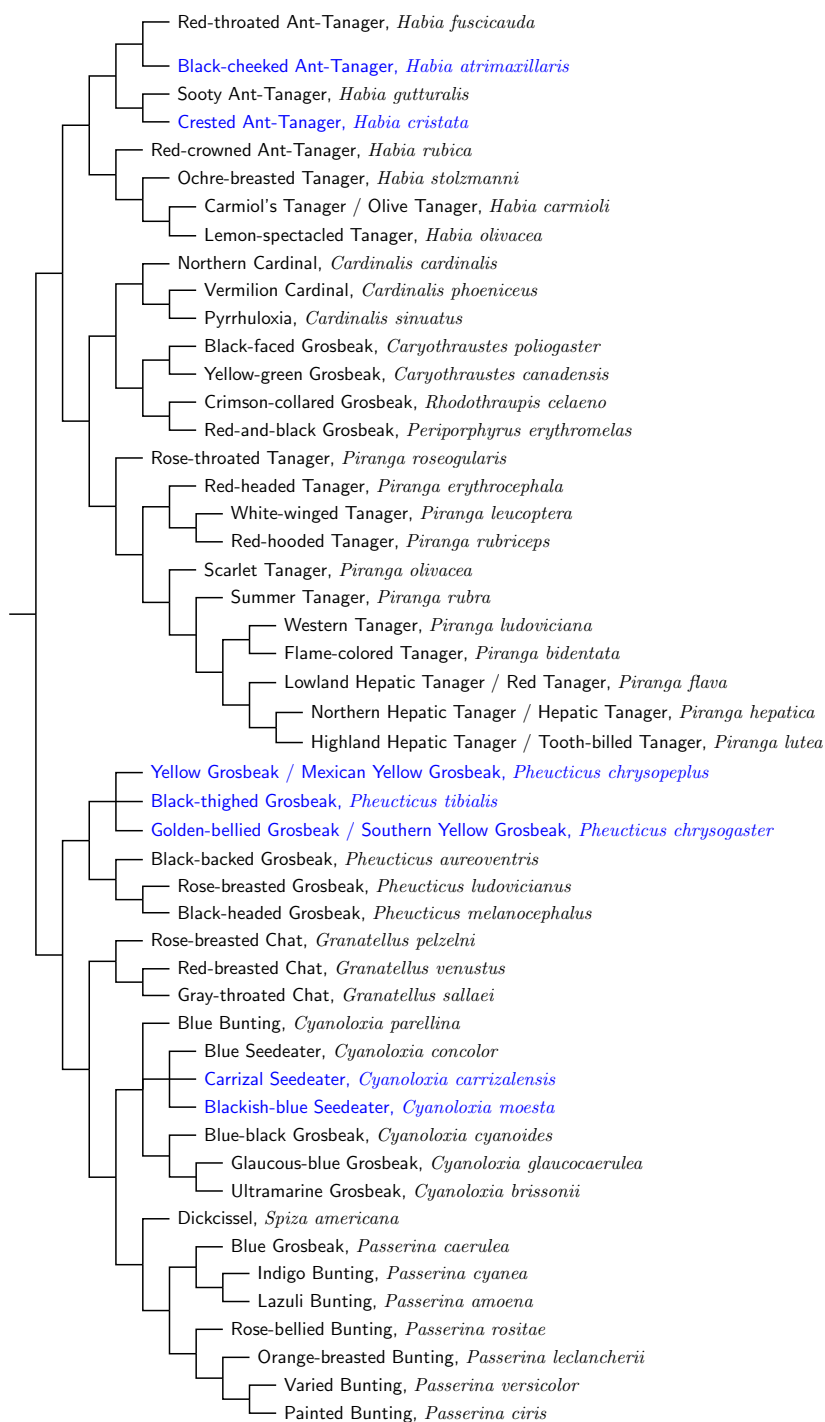 Red-throated Ant-Tanager, Habia fuscicauda
Black-cheeked Ant-Tanager, Habia atrimaxillaris
Sooty Ant-Tanager, Habia gutturalis
Crested Ant-Tanager, Habia cristata
Red-crowned Ant-Tanager, Habia rubica
Ochre-breasted Tanager, Habia stolzmanni
Carmiol's Tanager / Olive Tanager, Habia carmioli
Lemon-spectacled Tanager, Habia olivacea
Northern Cardinal, Cardinalis cardinalis
Vermilion Cardinal, Cardinalis phoeniceus
Pyrrhuloxia, Cardinalis sinuatus
Black-faced Grosbeak, Caryothraustes poliogaster
Yellow-green Grosbeak, Caryothraustes canadensis
Crimson-collared Grosbeak, Rhodothraupis celaeno
Red-and-black Grosbeak, Periporphyrus erythromelas
Rose-throated Tanager, Piranga roseogularis
Red-headed Tanager, Piranga erythrocephala
White-winged Tanager, Piranga leucoptera
Red-hooded Tanager, Piranga rubriceps
Scarlet Tanager, Piranga olivacea
Summer Tanager, Piranga rubra
Western Tanager, Piranga ludoviciana
Flame-colored Tanager, Piranga bidentata
Lowland Hepatic Tanager / Red Tanager, Piranga flava
Northern Hepatic Tanager / Hepatic Tanager, Piranga hepatica
Highland Hepatic Tanager / Tooth-billed Tanager, Piranga lutea
Yellow Grosbeak / Mexican Yellow Grosbeak, Pheucticus chrysopeplus
Black-thighed Grosbeak, Pheucticus tibialis
Golden-bellied Grosbeak / Southern Yellow Grosbeak, Pheucticus chrysogaster
Black-backed Grosbeak, Pheucticus aureoventris
Rose-breasted Grosbeak, Pheucticus ludovicianus
Black-headed Grosbeak, Pheucticus melanocephalus
Rose-breasted Chat, Granatellus pelzelni
Red-breasted Chat, Granatellus venustus
Gray-throated Chat, Granatellus sallaei
Blue Bunting, Cyanoloxia parellina
Blue Seedeater, Cyanoloxia concolor
Carrizal Seedeater, Cyanoloxia carrizalensis
Blackish-blue Seedeater, Cyanoloxia moesta
Blue-black Grosbeak, Cyanoloxia cyanoides
Glaucous-blue Grosbeak, Cyanoloxia glaucocaerulea
Ultramarine Grosbeak, Cyanoloxia brissonii
Dickcissel, Spiza americana
Blue Grosbeak, Passerina caerulea
Indigo Bunting, Passerina cyanea
Lazuli Bunting, Passerina amoena
Rose-bellied Bunting, Passerina rositae
Orange-breasted Bunting, Passerina leclancherii
Varied Bunting, Passerina versicolor
Painted Bunting, Passerina ciris